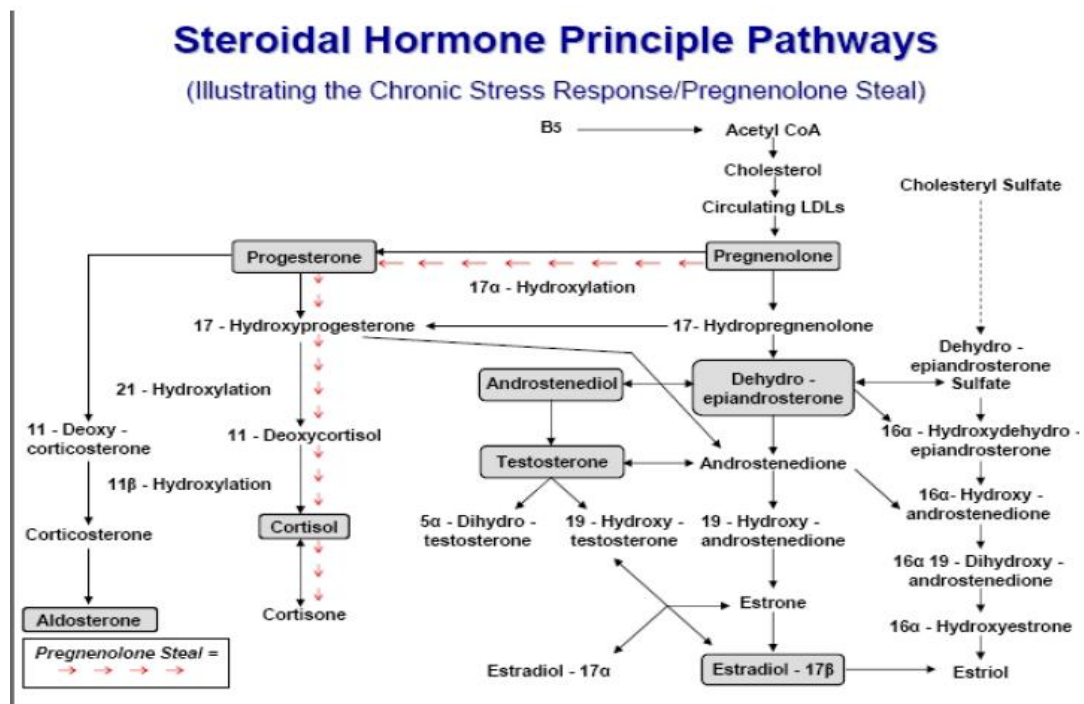 Steroidal Hormone Principle Pathways
(Illustrating the Chronic Stress Response/Pregnenolone Steal)
B5
Acetyl CoA
Cholesterol
Cholesteryl Sulfate
Circulating LDLs
Progesterone
Pregnenolone
17α - Hydroxylation
17 - Hydroxyprogesterone
17- Hydropregnenolone
Dehydro -
epiandrosterone
Sulfate
Androstenediol
Dehydro -
epiandrosterone
21 - Hydroxylation
11 - Deoxy -
corticosterone
11 - Deoxycortisol
16α - Hydroxydehydro -
epiandrosterone
Testosterone
Androstenedione
11β - Hydroxylation
16α- Hydroxy -
androstenedione
Corticosterone
Cortisol
5α - Dihydro -
testosterone
19 - Hydroxy -
testosterone
19 - Hydroxy -
androstenedione
16α 19 - Dihydroxy -
androstenedione
Cortisone
Estrone
Aldosterone
16α - Hydroxyestrone
Pregnenolone Steal =
Estradiol - 17α
Estradiol - 17β
Estriol